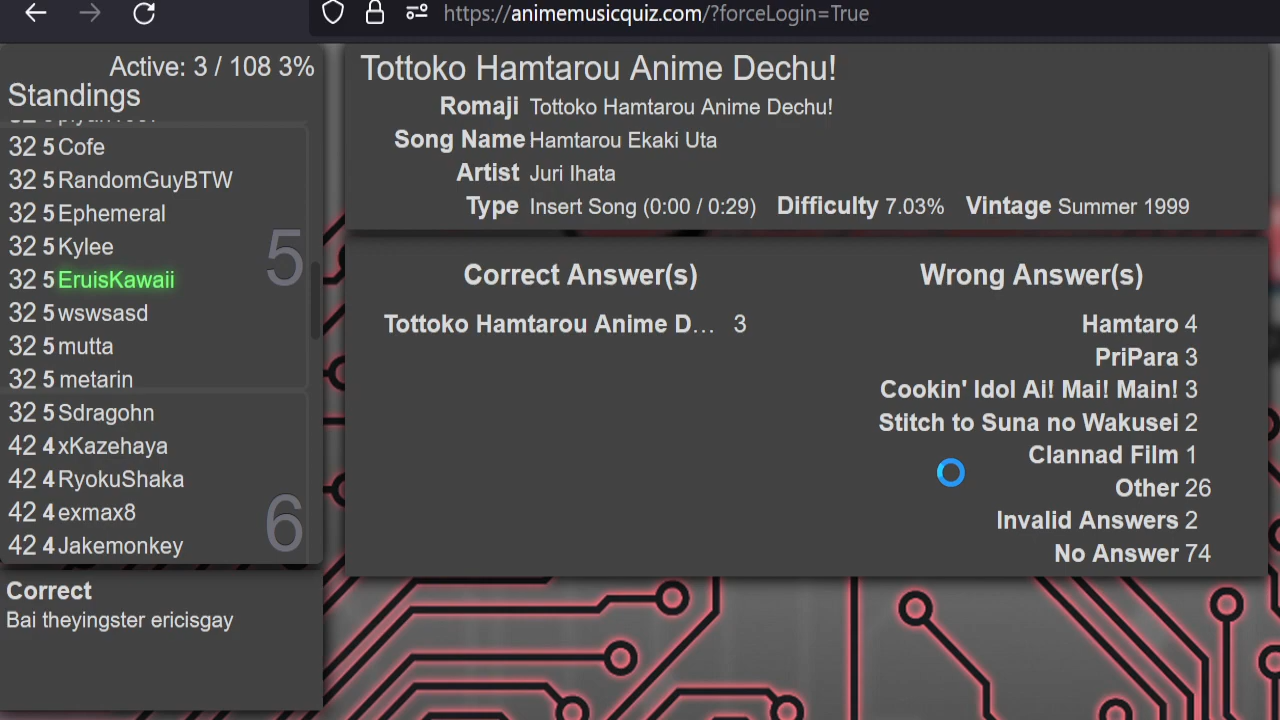 https://animemusicquiz.com/?forceLogin=True
Active: 3 / 108 3%
Standings
32 5 Cofe
32 5 RandomGuyBTW
32 5 Ephemeral
32 5 Kylee
32 5 EruisKawaii
32 5 wswsasd
32 5 mutta
32 5 metarin
5
32 5 Sdragohn
42 4 xKazehaya
42 4 RyokuShaka
42 4 exmax8
42 4 Jakemonkey
6
Correct
Bai theyingster ericisgay
Tottoko Hamtarou Anime Dechu!
Romaji Tottoko Hamtarou Anime Dechu!
Song Name Hamtarou Ekaki Uta
Artist Juri Ihata
Type Insert Song (0:00 / 0:29) Difficulty 7.03% Vintage Summer 1999
Correct Answer(s)
Tottoko Hamtarou Anime D... 3
Wrong Answer(s)
Hamtaro 4
PriPara 3
Cookin' Idol Ai! Mai! Main! 3
Stitch to Suna no Wakusei 2
Clannad Film 1
Other 26
Invalid Answers 2
No Answer 74